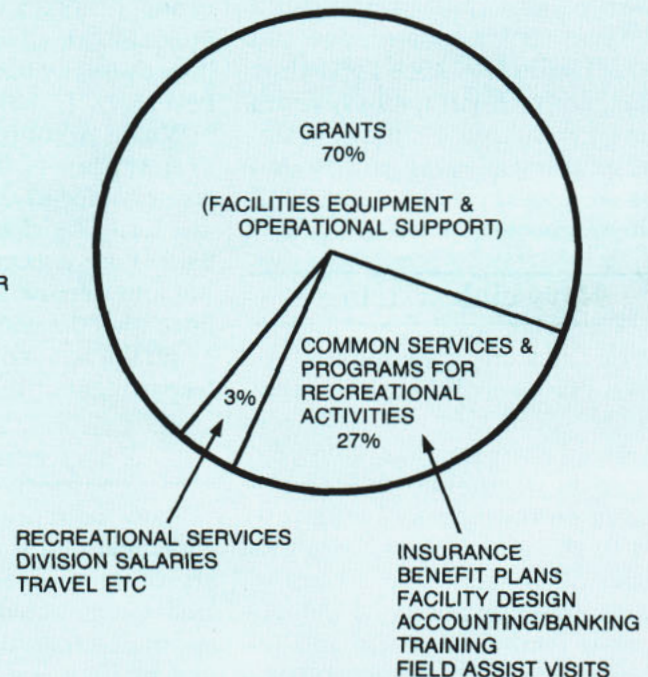 GRANTS
70%
(FACILITIES EQUIPMENT &
OPERATIONAL SUPPORT)
R
COMMON SERVICES &
PROGRAMS FOR
RECREATIONAL
ACTIVITIES
27%
3%
RECREATIONAL SERVICES
DIVISION SALARIES
TRAVEL ETC
INSURANCE
BENEFIT PLANS
FACILITY DESIGN
ACCOUNTING/BANKING
TRAINING
FIELD ASSIST VISITS